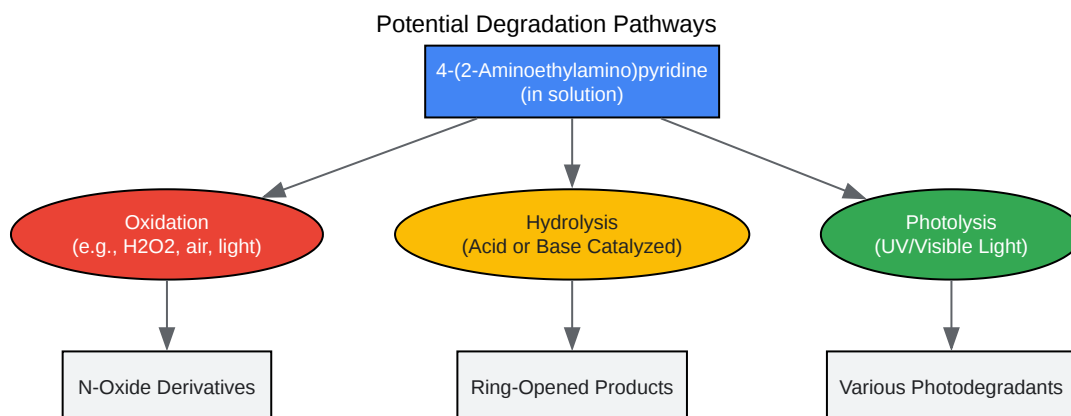 Potential Degradation Pathways
4-(2-Aminoethylamino)pyridine
(in solution)
Oxidation
(e.g., H2O2, air, light)
Hydrolysis
(Acid or Base Catalyzed)
Photolysis
(UV/Visible Light)
N-Oxide Derivatives
Ring-Opened Products
Various Photodegradants